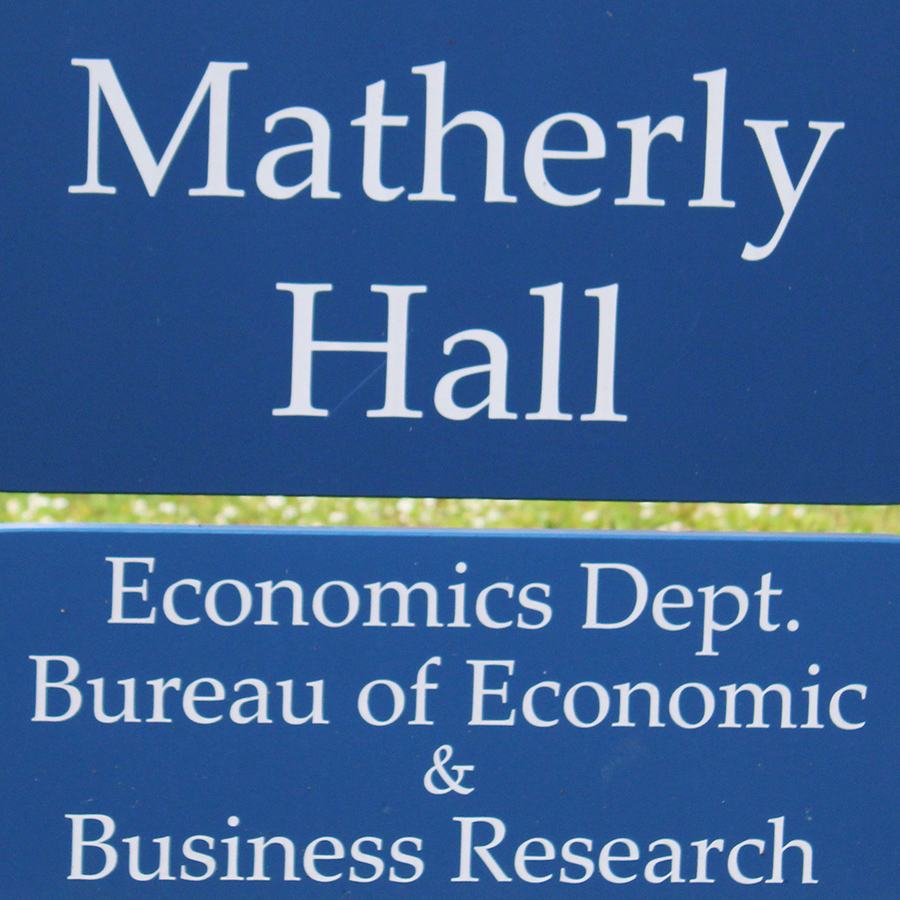 Matherly
Hall
Economics Dept.
Bureau of Economic
&
Business Research